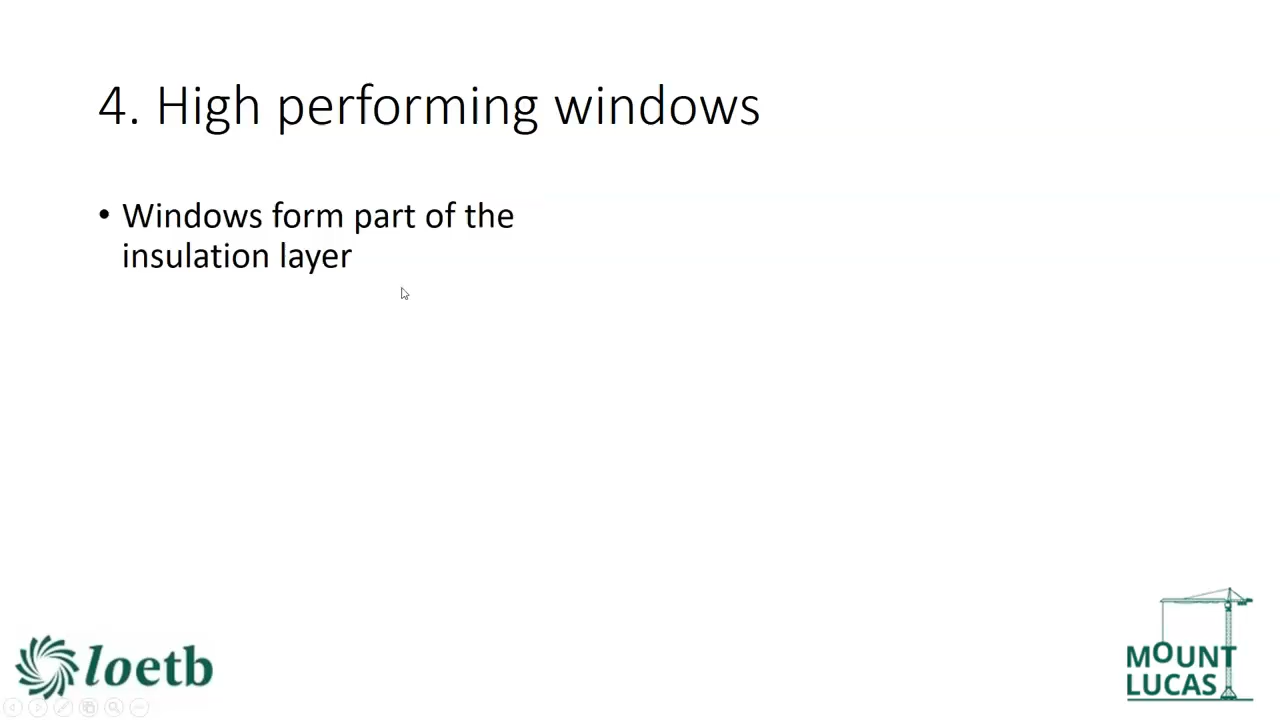 4. High performing windows
• Windows form part of the
insulation layer
loetb
MOUNT
LUCAS